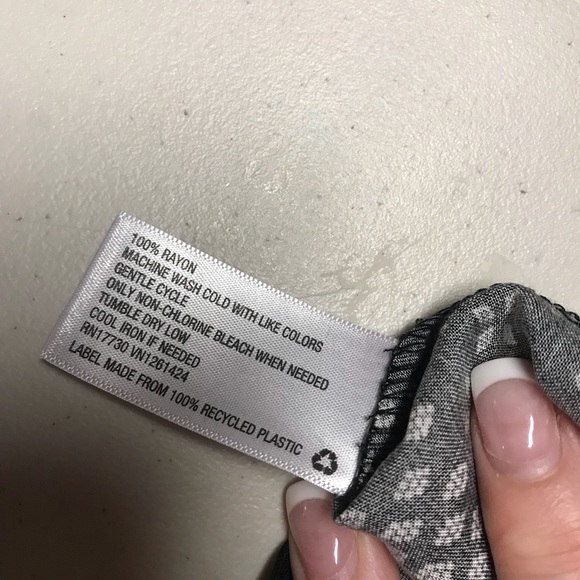 100% RAYON
MACHINE WASH COLD WITH LIKE COLORS
GENTLE CYCLE
ONLY NON-CHLORINE BLEACH WHEN NEEDED
TUMBLE DRY LOW
COOL IRON IF NEEDED
RN17730 VN1261424
LABEL MADE FROM 100% RECYCLED PLASTIC